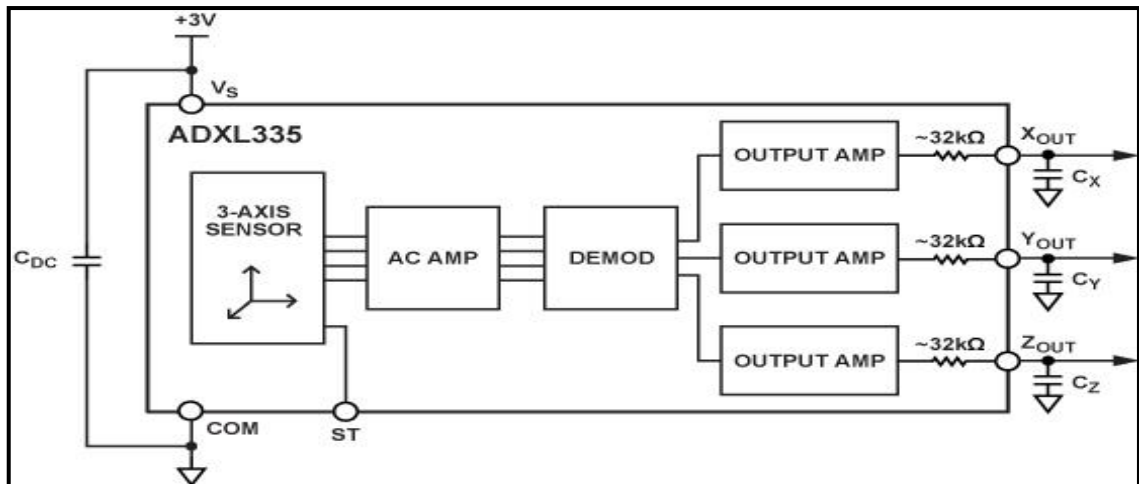 +3V
VS
ADXL335
3-AXIS
SENSOR
AC AMP
DEMOD
OUTPUT AMP
~32kΩ
XOUT
CX
OUTPUT AMP
~32kΩ
YOUT
CY
OUTPUT AMP
~32kΩ
ZOUT
CZ
CDC
COM
ST